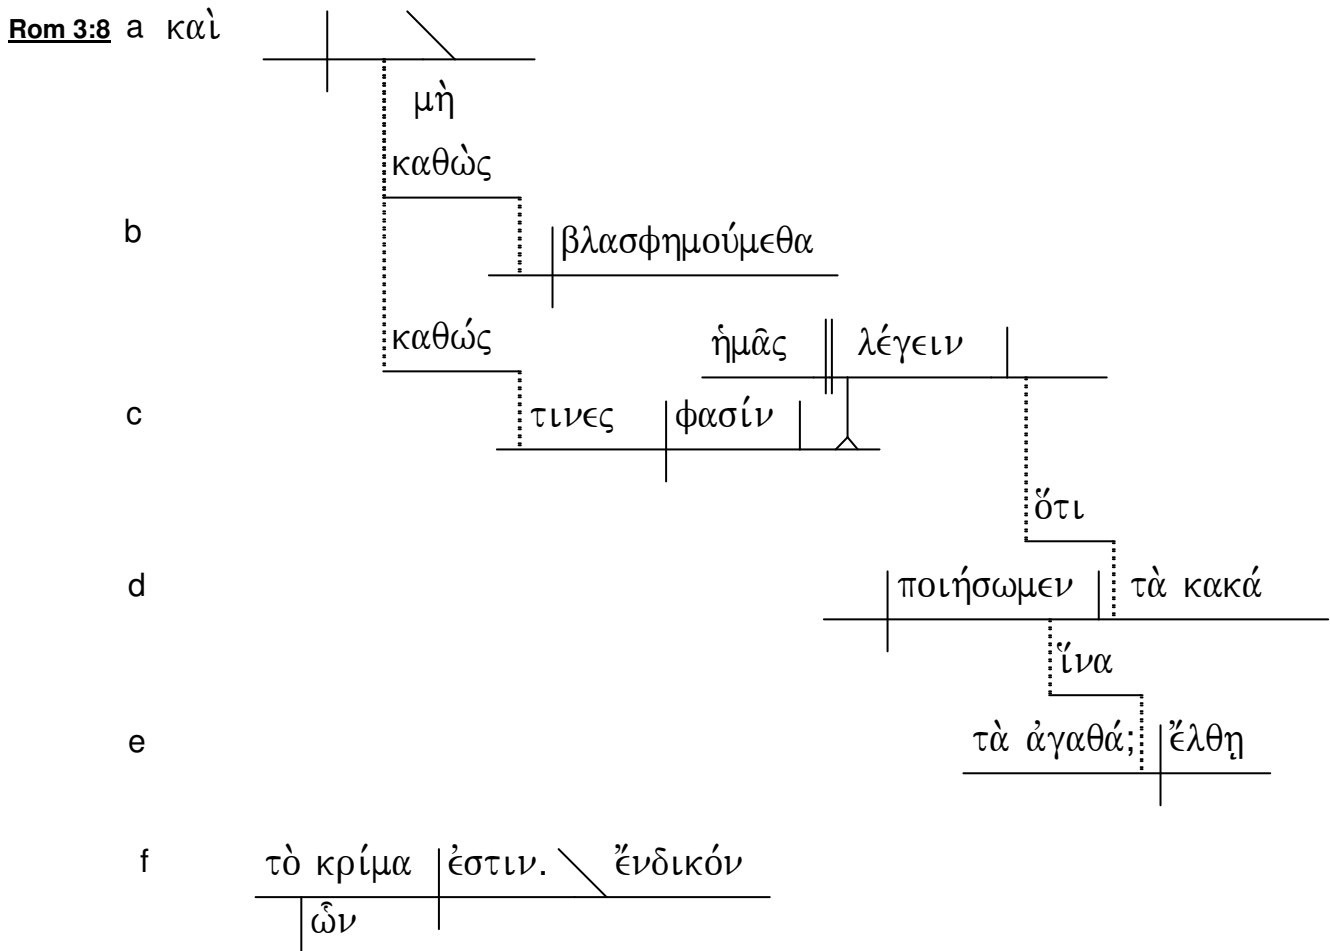 Rom 3:8 a καὶ
μὴ
καθὼς
b βλασφημούμεθα
καθώς ἡμᾶς λέγειν
c τινες φασίν
ὅτι
d ποιήσωμεν τὰ κακά
ἵνα
e τὰ ἀγαθά; ἔλθῃ
f τὸ κρίμα ἐστιν. ἔνδικόν
ὧν